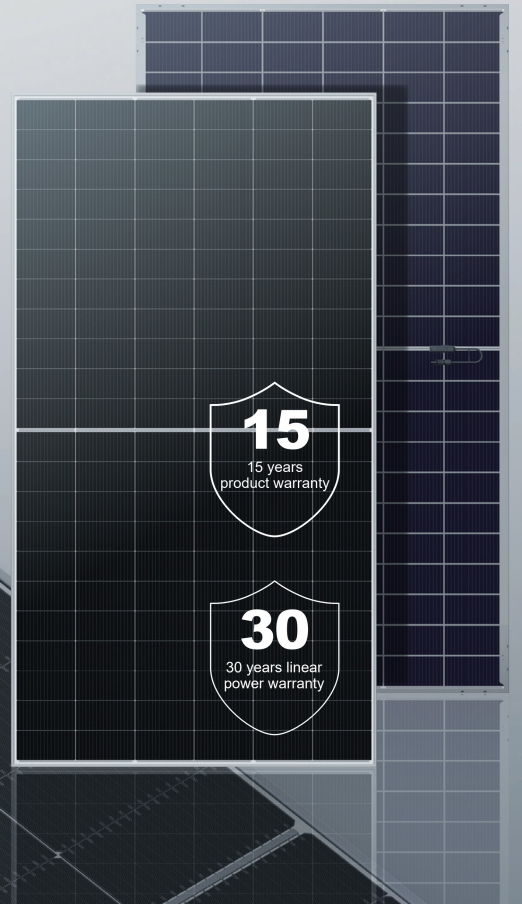 15
15 years
product warranty
30
30 years linear
power warranty